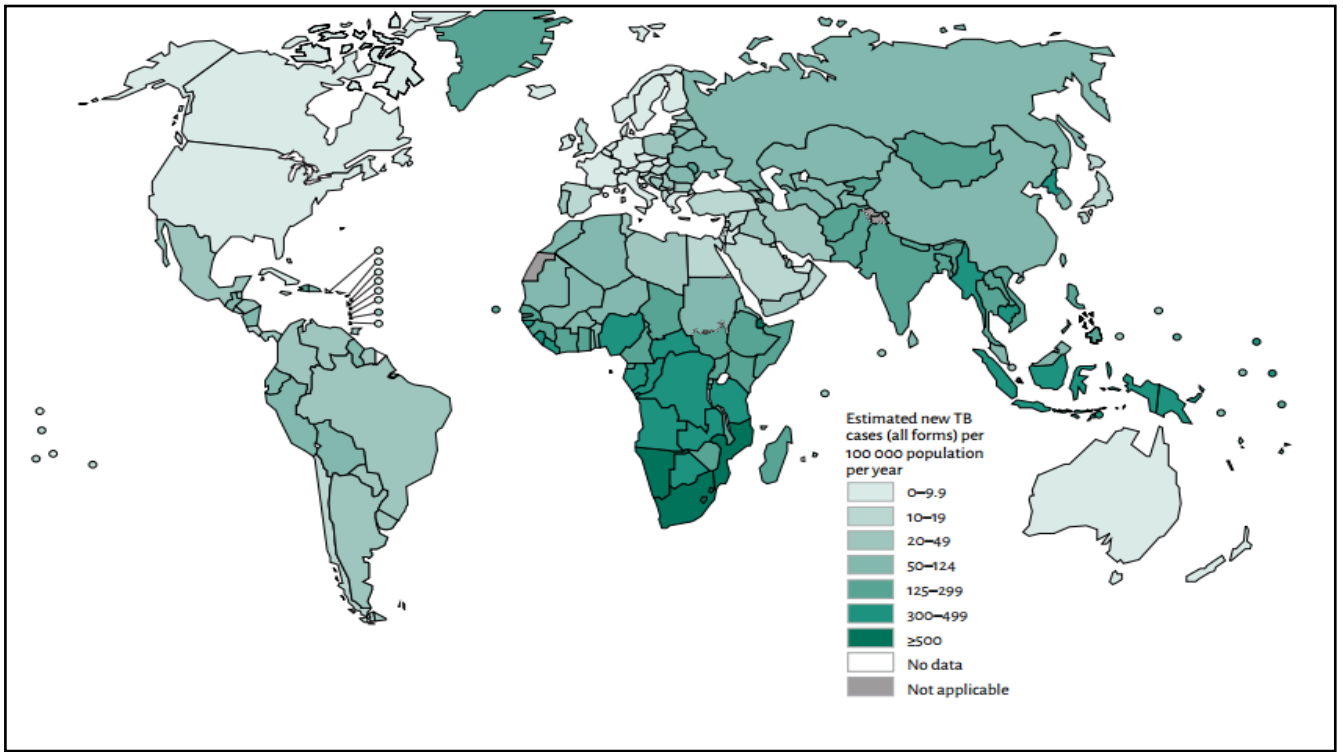 Estimated new TB
cases (all forms) per
100 000 population
per year
0–9.9
10–19
20–49
50–124
125–299
300–499
≥500
No data
Not applicable